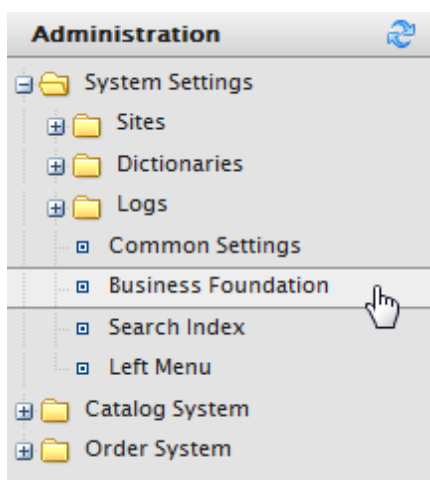 Administration
System Settings
Sites
Dictionaries
Logs
Common Settings
Business Foundation
Search Index
Left Menu
Catalog System
Order System